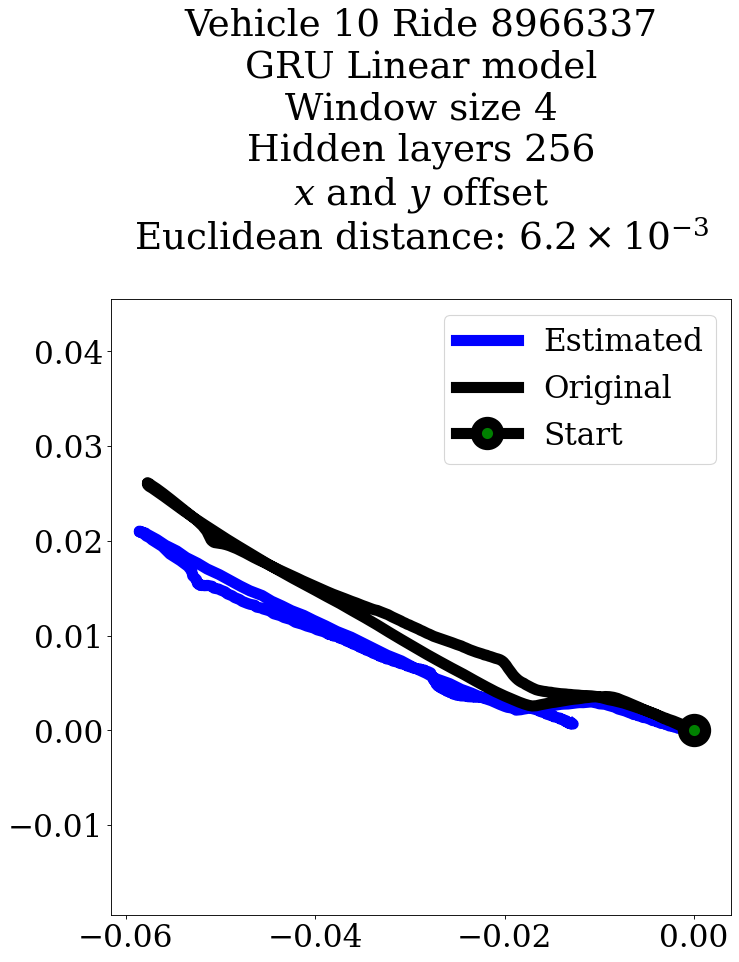 Vehicle 10 Ride 8966337
GRU Linear model
Window size 4
Hidden layers 256
x and y offset
Euclidean distance: 6.2 × 10⁻³
Estimated
Original
Start
0.04
0.03
0.02
0.01
0.00
−0.01
−0.06 −0.04 −0.02 0.00